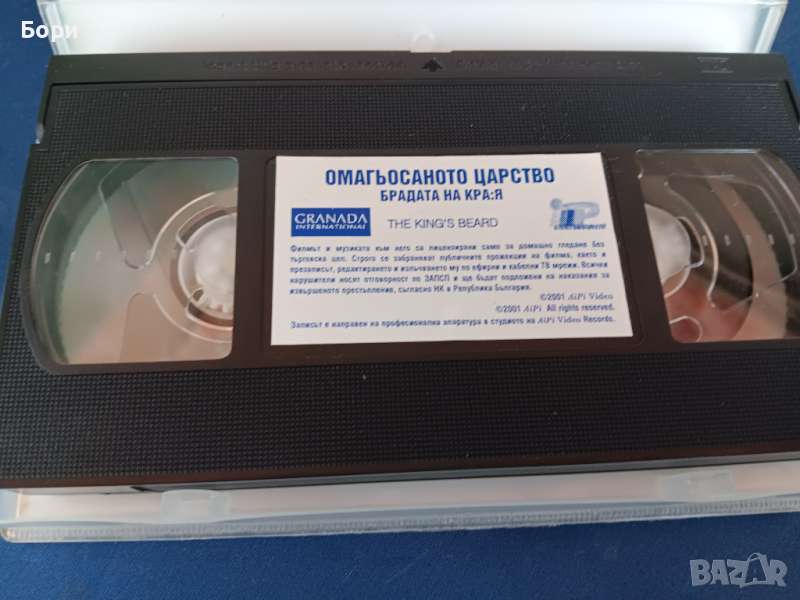 Бори
ОМАГЬОСАНОТО ЦАРСТВО
БРАДАТА НА КРА:Я
GRANADA
INTERNATIONAL
THE KING'S BEARD
Филмът и музиката към него са лицензирани само за домашно гледане без
търговска цел. Строго се забраняват публичните прожекции на филма, както и
презаписът, редактирането и излъчването му по ефирни и кабелни ТВ мрежи. Всички
нарушители носят отговорност по ЗАПСП и ще бъдат подложени на наказания за
извършеното престъпление, съгласно НК в Република България.
©2001 AiPi Video
©2001 AiPi All rights reserved.
Записът е направен на професионална апаратура в студиото на AiPi Video Records.
BAZAR